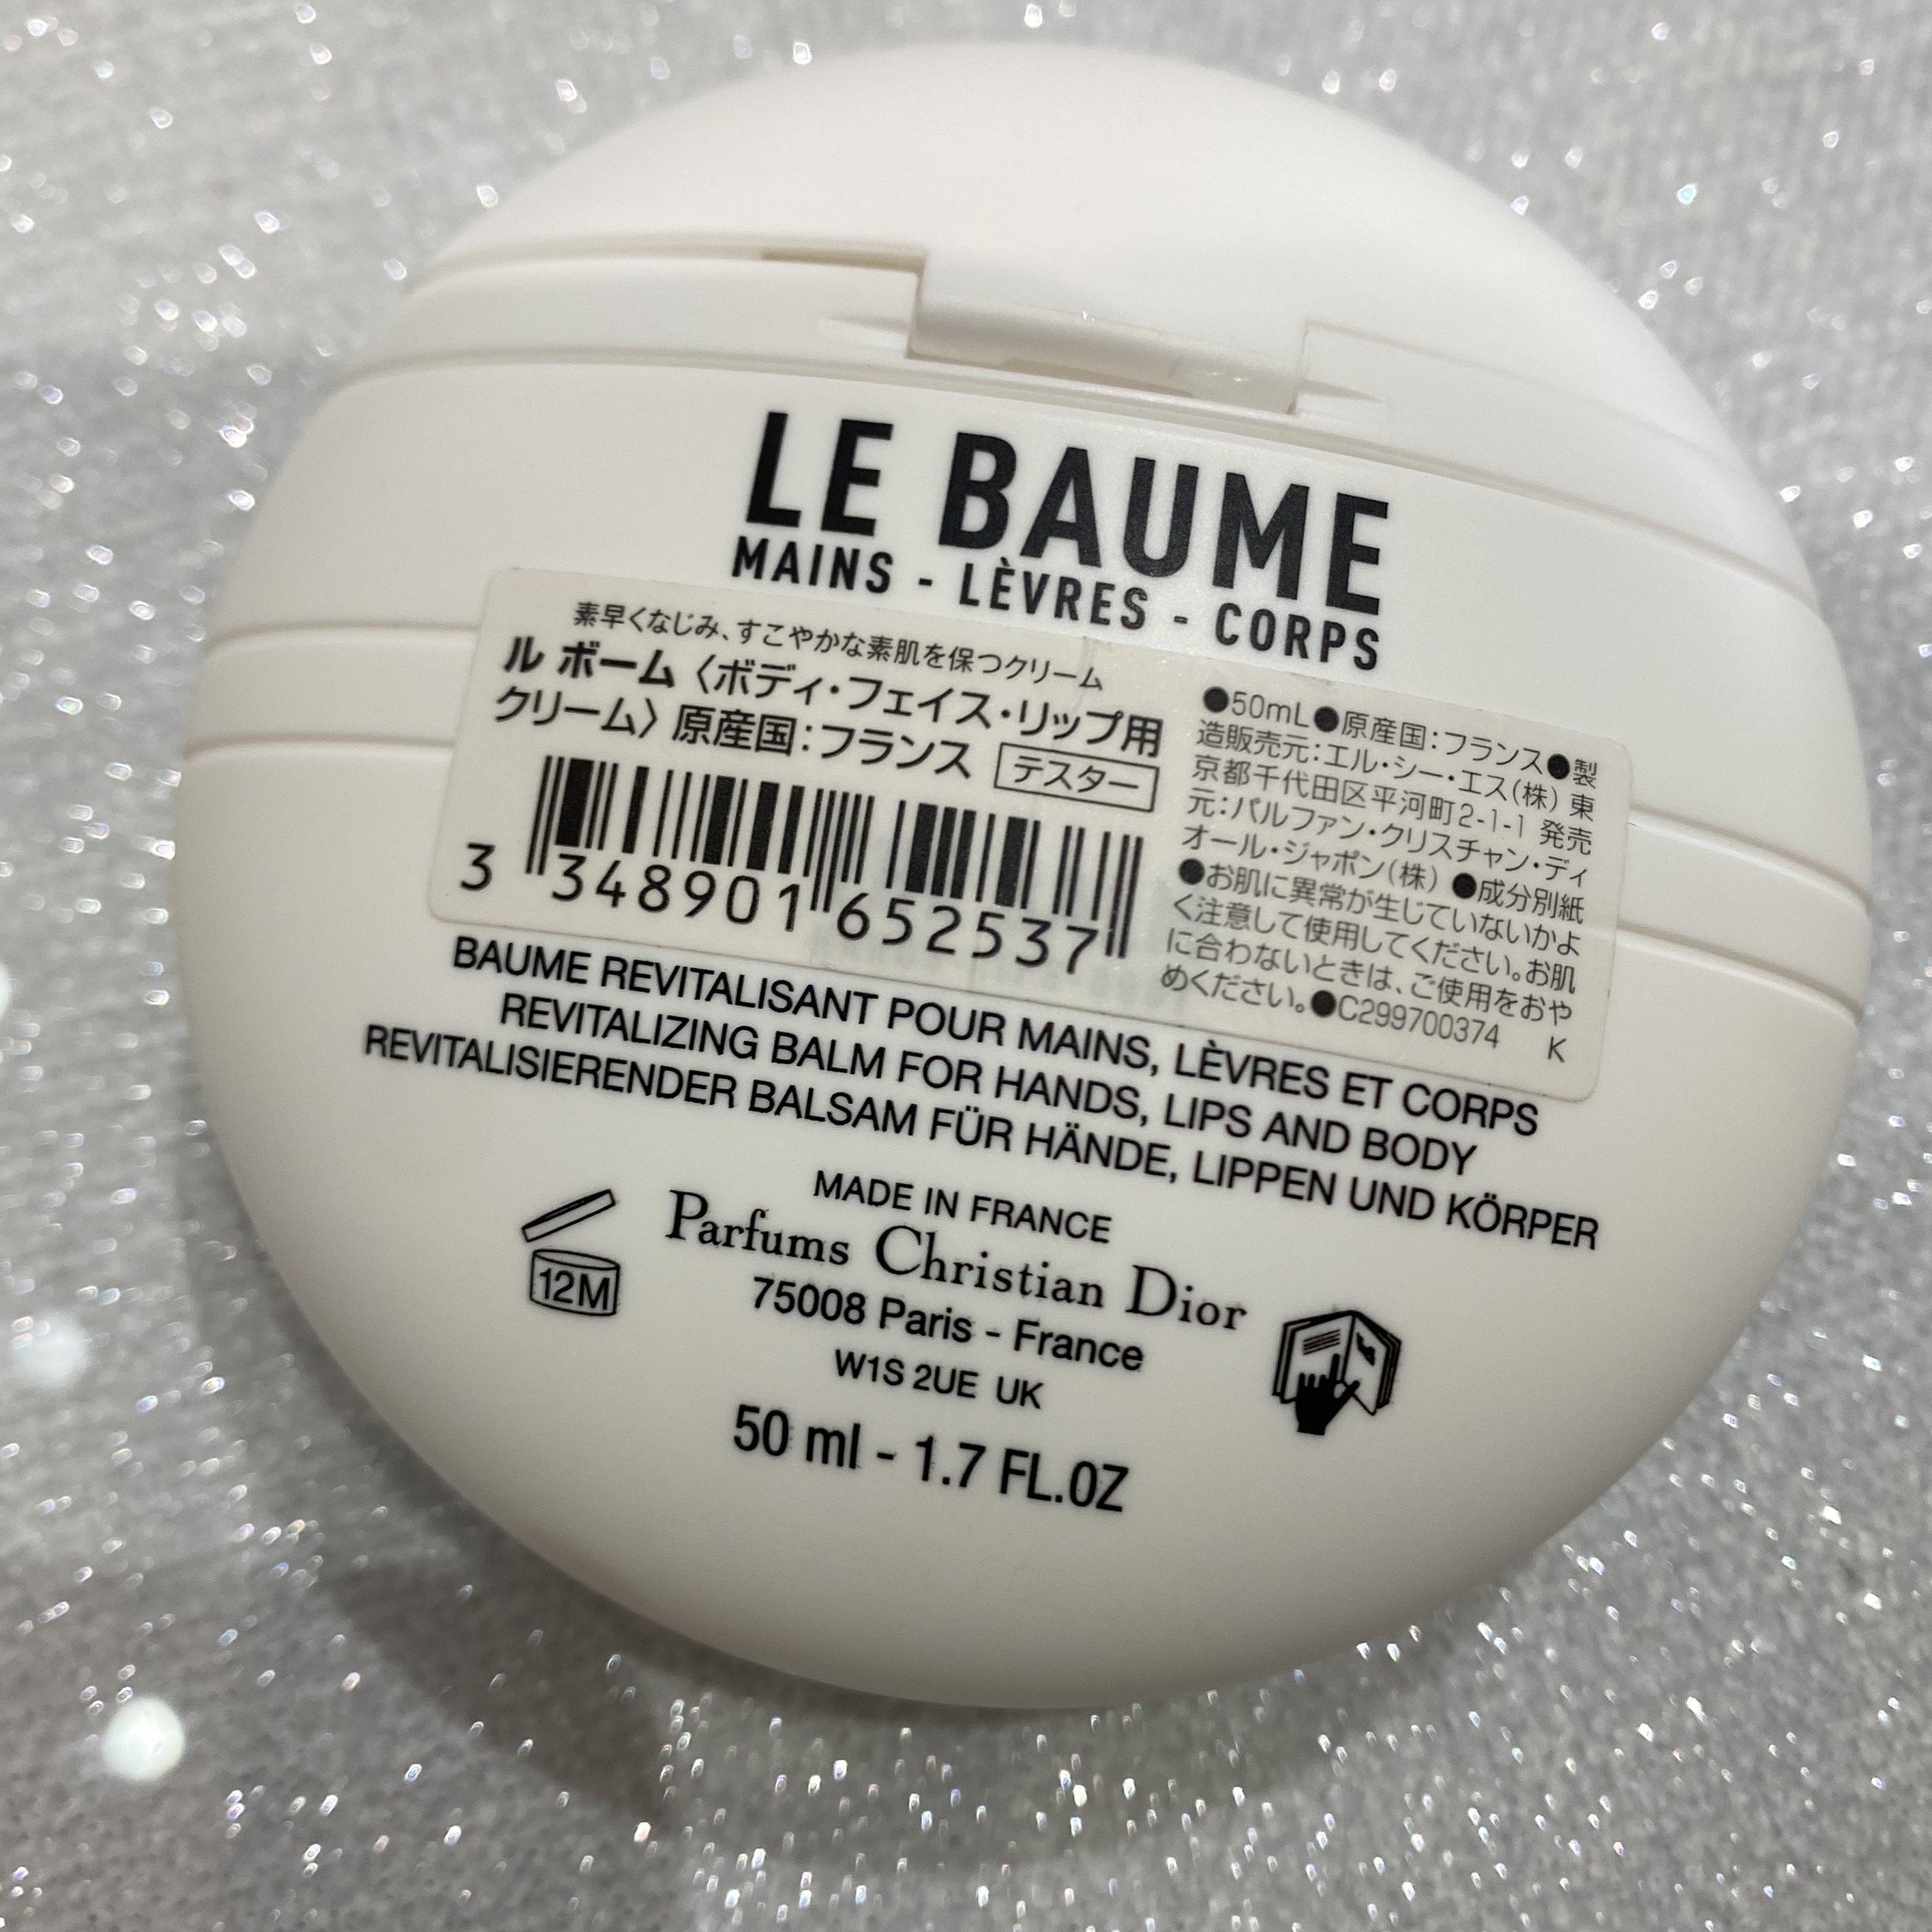 LE BAUME
MAINS - LÈVRES - CORPS
素早くなじみ、すこやかな素肌を保つクリーム
ル ボーム〈ボディ・フェイス・リップ用
クリーム〉原産国:フランス テスター
3 348901 652537
●50mL●原産国:フランス●製
造販売元:エル・シー・エス(株) 東
京都千代田区平河町2-1-1 発売
元:パルファン・クリスチャン・ディ
オール・ジャポン(株) ●成分別紙
●お肌に異常が生じていないかよ
く注意して使用してください。お肌
に合わないときは、ご使用をおや
めください。●C299700374 K
BAUME REVITALISANT POUR MAINS, LÈVRES ET CORPS
REVITALIZING BALM FOR HANDS, LIPS AND BODY
REVITALISIERENDER BALSAM FÜR HÄNDE, LIPPEN UND KÖRPER
MADE IN FRANCE
Parfums Christian Dior
75008 Paris - France
W1S 2UE UK
12M
50 ml - 1.7 FL.OZ